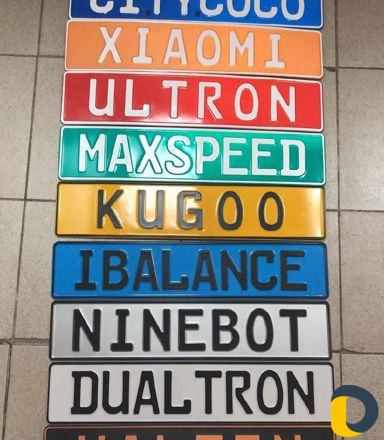 CITYCOCO
XIAOMI
ULTRON
MAXSPEED
KUGOO
IBALANCE
NINEBOT
DUALTRON